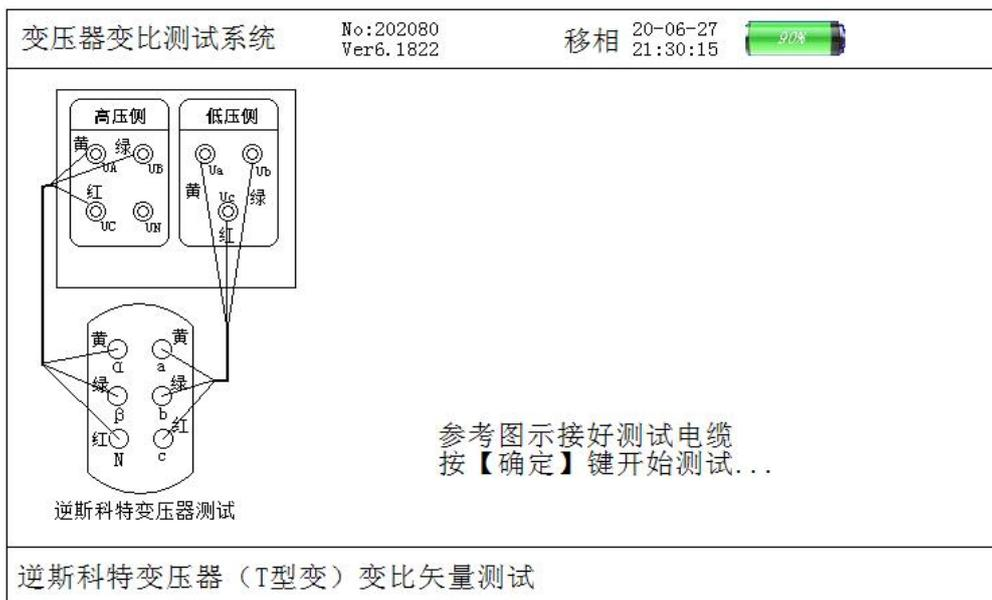 变压器变比测试系统
No:202080
Ver6.1822
移相
20-06-27
21:30:15
90%
高压侧
低压侧
黄
绿
UA
UB
Ua
Ub
红
黄
Uc
绿
UC
UN
红
黄
黄
α
a
绿
绿
β
b
红
红
N
c
参考图示接好测试电缆
按【确定】键开始测试...
逆斯科特变压器测试
逆斯科特变压器（T型变）变比矢量测试